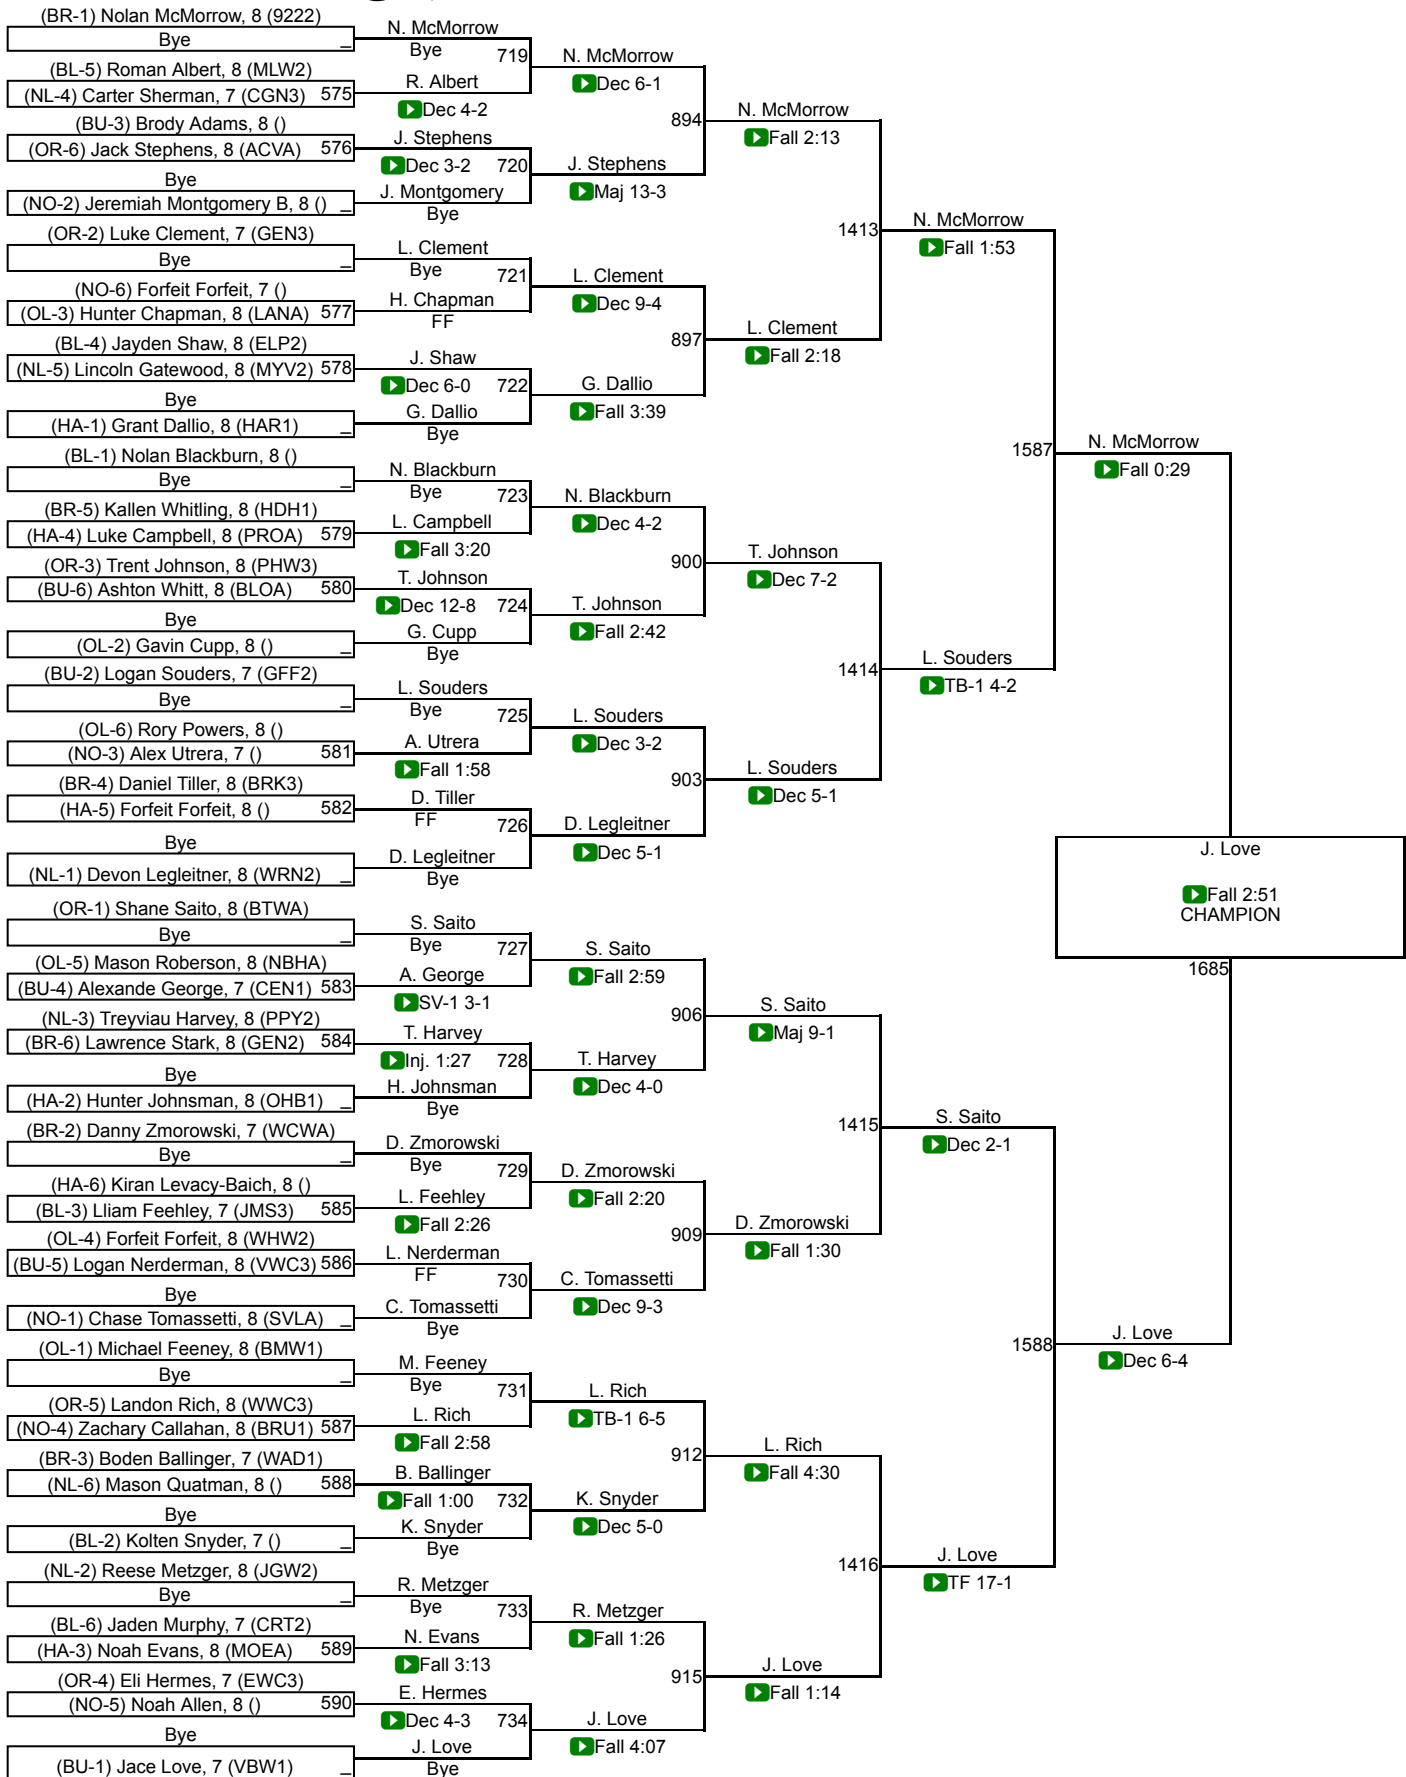 (BR-1) Nolan McMorrow, 8 (9222)
Bye _
(BL-5) Roman Albert, 8 (MLW2)
(NL-4) Carter Sherman, 7 (CGN3) 575
(BU-3) Brody Adams, 8 ()
(OR-6) Jack Stephens, 8 (ACVA) 576
Bye
(NO-2) Jeremiah Montgomery B, 8 () _
(OR-2) Luke Clement, 7 (GEN3)
Bye _
(NO-6) Forfeit Forfeit, 7 ()
(OL-3) Hunter Chapman, 8 (LANA) 577
(BL-4) Jayden Shaw, 8 (ELP2)
(NL-5) Lincoln Gatewood, 8 (MYV2) 578
Bye
(HA-1) Grant Dallio, 8 (HAR1) _
(BL-1) Nolan Blackburn, 8 ()
Bye _
(BR-5) Kallen Whitling, 8 (HDH1)
(HA-4) Luke Campbell, 8 (PROA) 579
(OR-3) Trent Johnson, 8 (PHW3)
(BU-6) Ashton Whitt, 8 (BLOA) 580
Bye
(OL-2) Gavin Cupp, 8 () _
(BU-2) Logan Souders, 7 (GFF2)
Bye _
(OL-6) Rory Powers, 8 ()
(NO-3) Alex Utrera, 7 () 581
(BR-4) Daniel Tiller, 8 (BRK3)
(HA-5) Forfeit Forfeit, 8 () 582
Bye
(NL-1) Devon Legleitner, 8 (WRN2) _
(OR-1) Shane Saito, 8 (BTWA)
Bye _
(OL-5) Mason Roberson, 8 (NBHA)
(BU-4) Alexande George, 7 (CEN1) 583
(NL-3) Treyviau Harvey, 8 (PPY2)
(BR-6) Lawrence Stark, 8 (GEN2) 584
Bye
(HA-2) Hunter Johnsman, 8 (OHB1) _
(BR-2) Danny Zmorowski, 7 (WCWA)
Bye _
(HA-6) Kiran Levacy-Baich, 8 ()
(BL-3) Lliam Feehley, 7 (JMS3) 585
(OL-4) Forfeit Forfeit, 8 (WHW2)
(BU-5) Logan Nerderman, 8 (VWC3) 586
Bye
(NO-1) Chase Tomassetti, 8 (SVLA) _
(OL-1) Michael Feeney, 8 (BMW1)
Bye _
(OR-5) Landon Rich, 8 (WWC3)
(NO-4) Zachary Callahan, 8 (BRU1) 587
(BR-3) Boden Ballinger, 7 (WAD1)
(NL-6) Mason Quatman, 8 () 588
Bye
(BL-2) Kolten Snyder, 7 () _
(NL-2) Reese Metzger, 8 (JGW2)
Bye _
(BL-6) Jaden Murphy, 7 (CRT2)
(HA-3) Noah Evans, 8 (MOEA) 589
(OR-4) Eli Hermes, 7 (EWC3)
(NO-5) Noah Allen, 8 () 590
Bye
(BU-1) Jace Love, 7 (VBW1) _
N. McMorrow
Bye 719
R. Albert
Dec 4-2
J. Stephens
Dec 3-2 720
J. Montgomery
Bye
L. Clement
Bye 721
H. Chapman
FF
J. Shaw
Dec 6-0 722
G. Dallio
Bye
N. Blackburn
Bye 723
L. Campbell
Fall 3:20
T. Johnson
Dec 12-8 724
G. Cupp
Bye
L. Souders
Bye 725
A. Utrera
Fall 1:58
D. Tiller
FF 726
D. Legleitner
Bye
S. Saito
Bye 727
A. George
SV-1 3-1
T. Harvey
Inj. 1:27 728
H. Johnsman
Bye
D. Zmorowski
Bye 729
L. Feehley
Fall 2:26
L. Nerderman
FF 730
C. Tomassetti
Bye
M. Feeney
Bye 731
L. Rich
Fall 2:58
B. Ballinger
Fall 1:00 732
K. Snyder
Bye
R. Metzger
Bye 733
N. Evans
Fall 3:13
E. Hermes
Dec 4-3 734
J. Love
Bye
N. McMorrow
Dec 6-1
894
J. Stephens
Maj 13-3
L. Clement
Dec 9-4
897
G. Dallio
Fall 3:39
N. Blackburn
Dec 4-2
900
T. Johnson
Fall 2:42
L. Souders
Dec 3-2
903
D. Legleitner
Dec 5-1
S. Saito
Fall 2:59
906
T. Harvey
Dec 4-0
D. Zmorowski
Fall 2:20
909
C. Tomassetti
Dec 9-3
L. Rich
TB-1 6-5
912
K. Snyder
Dec 5-0
R. Metzger
Fall 1:26
915
J. Love
Fall 4:07
N. McMorrow
Fall 2:13
1413
L. Clement
Fall 2:18
T. Johnson
Dec 7-2
1414
L. Souders
Dec 5-1
S. Saito
Maj 9-1
1415
D. Zmorowski
Fall 1:30
L. Rich
Fall 4:30
1416
J. Love
Fall 1:14
N. McMorrow
Fall 1:53
1587
L. Souders
TB-1 4-2
S. Saito
Dec 2-1
1588
J. Love
TF 17-1
N. McMorrow
Fall 0:29
J. Love
Fall 2:51
CHAMPION
1685
J. Love
Dec 6-4